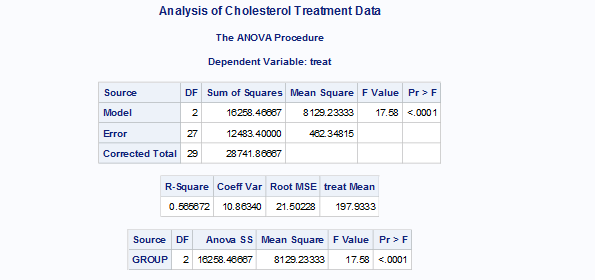 Analysis of Cholesterol Treatment Data
The ANOVA Procedure
Dependent Variable: treat
Source DF Sum of Squares Mean Square F Value Pr > F
Model 2 16258.46667 8129.23333 17.58 <.0001
Error 27 12483.40000 462.34815
Corrected Total 29 28741.86667
R-Square Coeff Var Root MSE treat Mean
0.565672 10.86340 21.50228 197.9333
Source DF Anova SS Mean Square F Value Pr > F
GROUP 2 16258.46667 8129.23333 17.58 <.0001